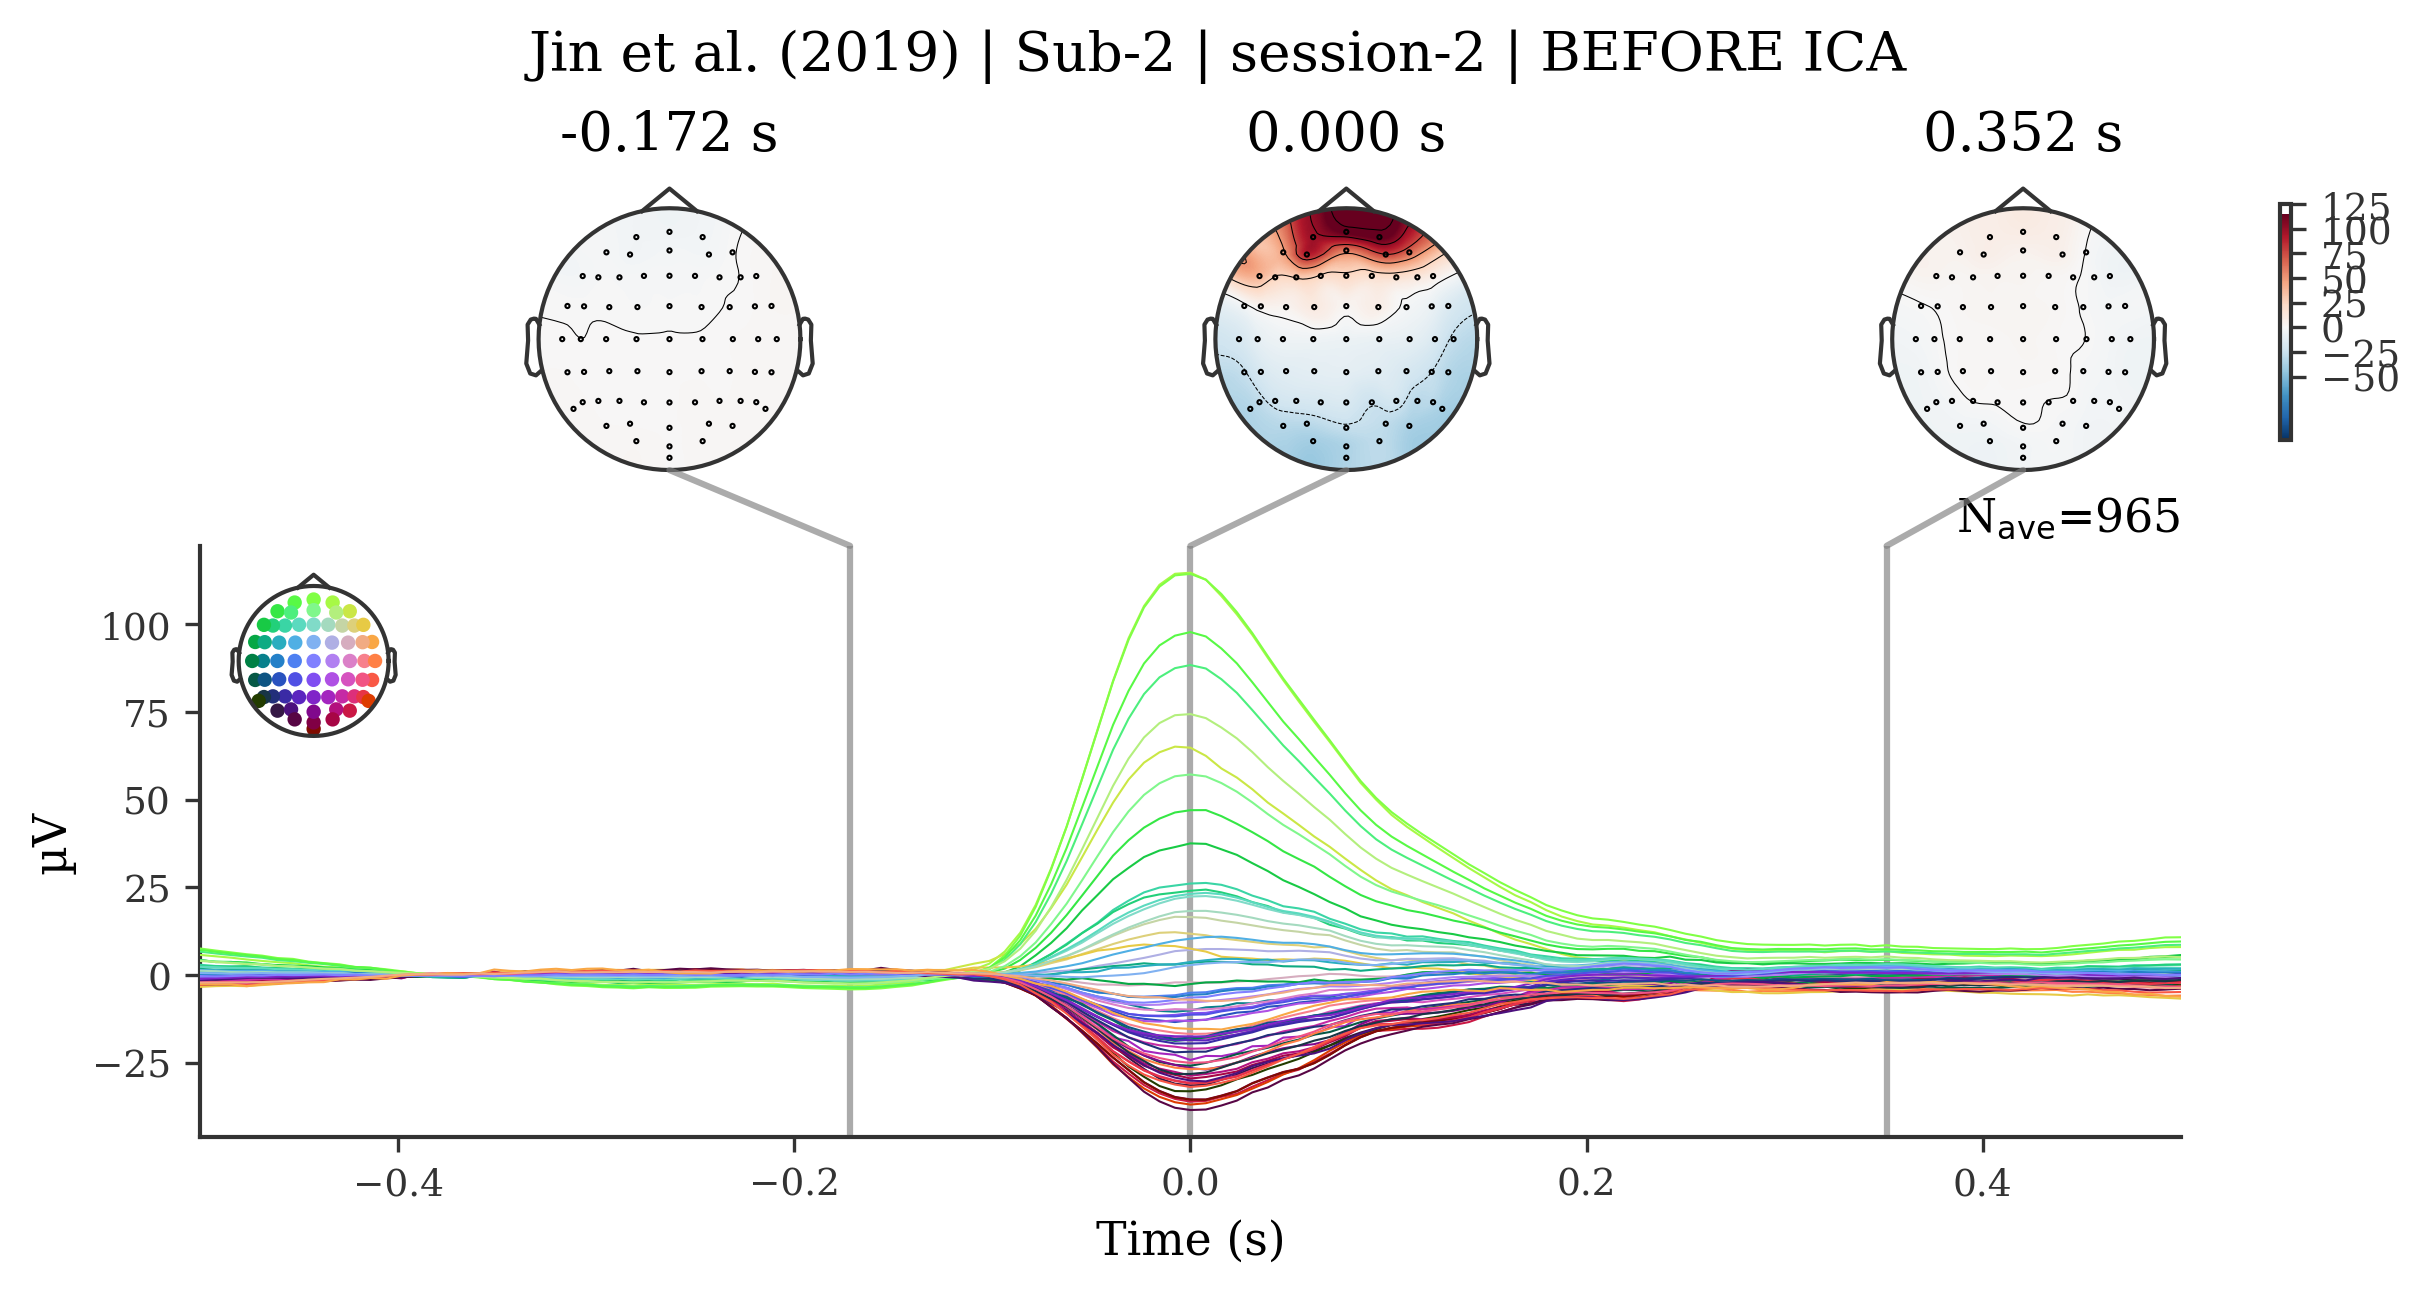 Jin et al. (2019) | Sub-2 | session-2 | BEFORE ICA
-0.172 s
0.000 s
0.352 s
125
100
75
50
25
0
−25
−50
Nave=965
100
75
50
25
0
−25
µV
−0.4
−0.2
0.0
0.2
0.4
Time (s)